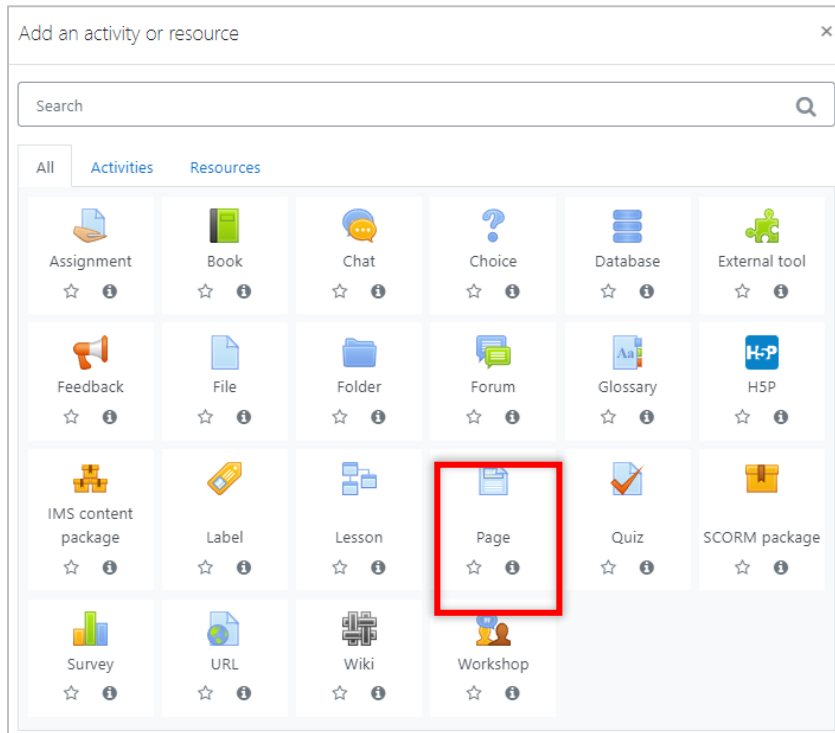 Add an activity or resource ×
Search
All Activities Resources
Assignment Book Chat Choice Database External tool
Feedback File Folder Forum Glossary H5P
IMS content
package Label Lesson Page Quiz SCORM package
Survey URL Wiki Workshop